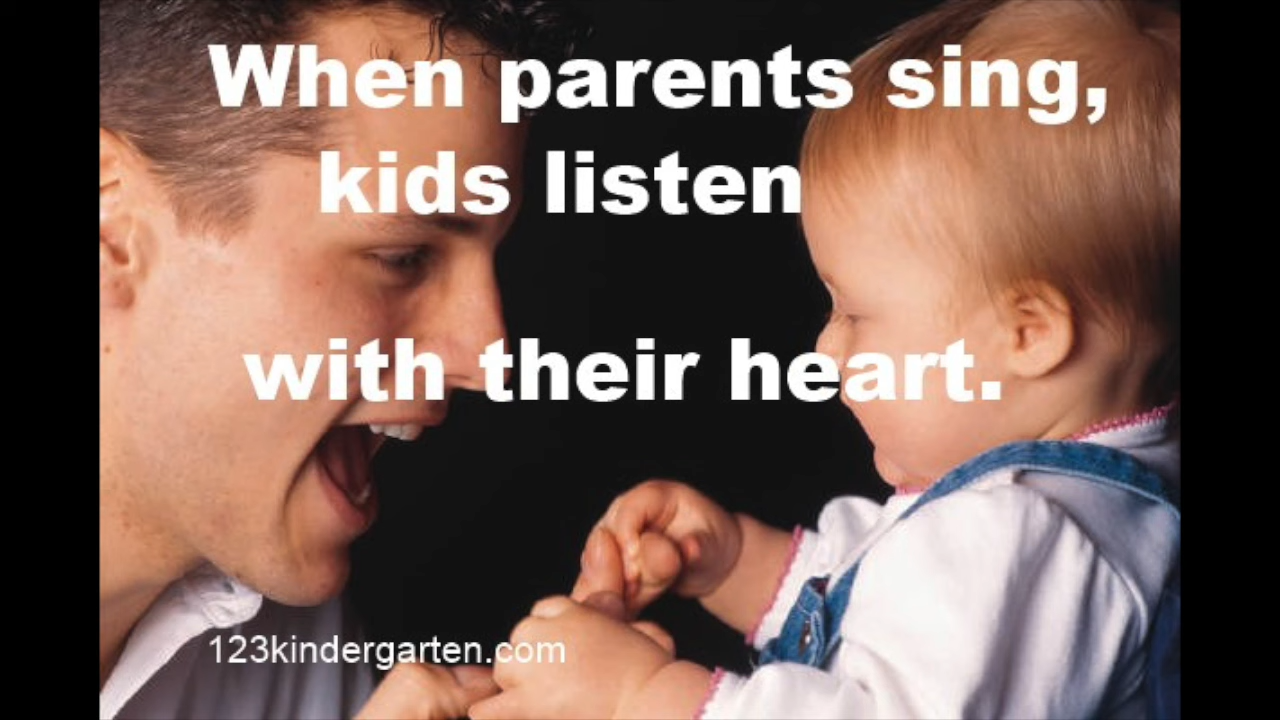 When parents sing,
kids listen
with their heart.
123kindergarten.com